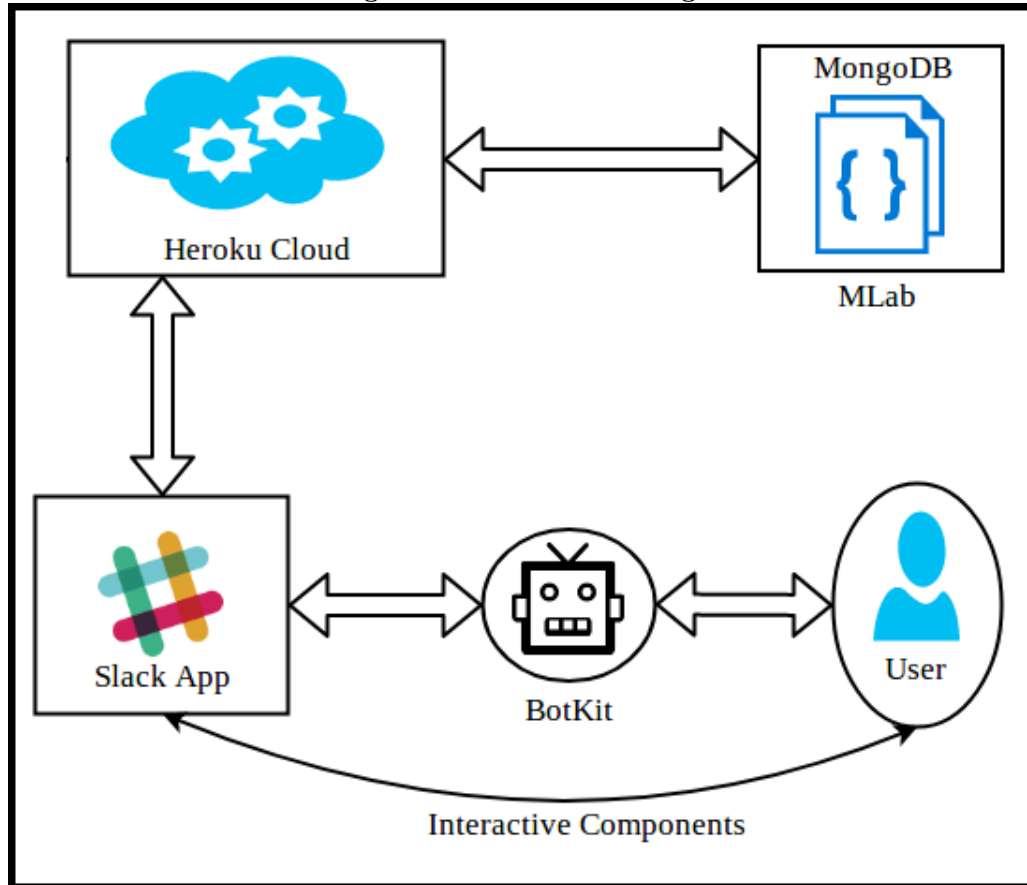 MongoDB
Heroku Cloud
MLab
Slack App
BotKit
User
Interactive Components